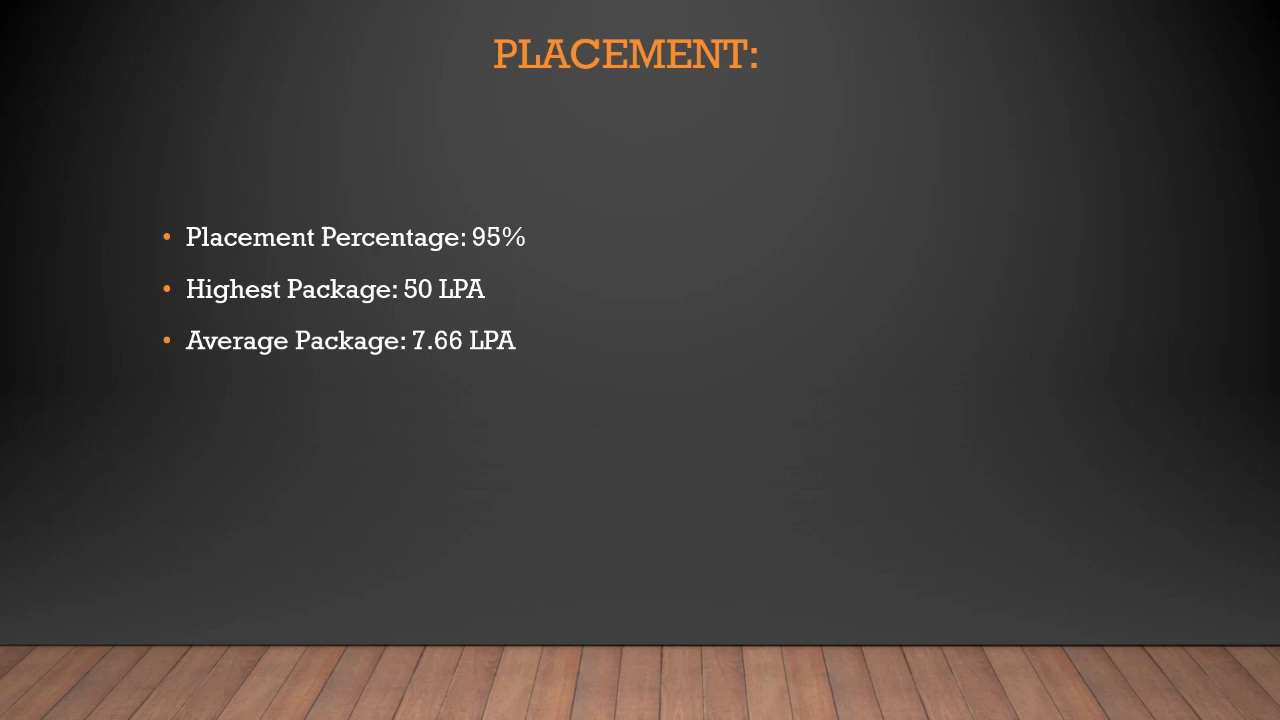 PLACEMENT:
• Placement Percentage: 95%
• Highest Package: 50 LPA
• Average Package: 7.66 LPA